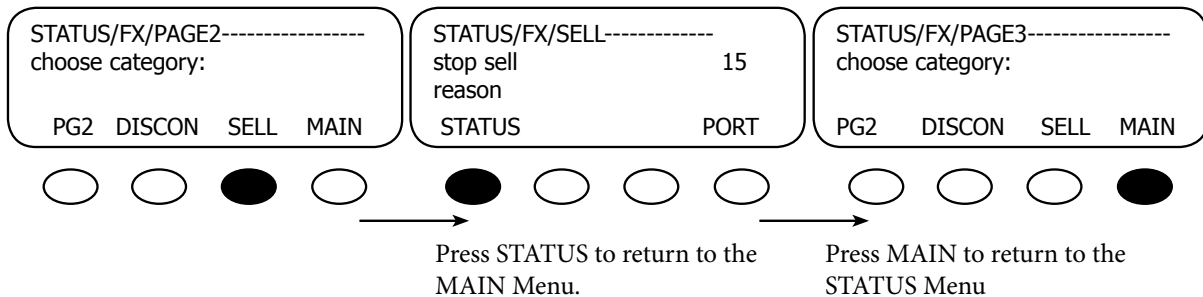 STATUS/FX/PAGE2-----------------
choose category:
PG2 DISCON SELL MAIN
STATUS/FX/SELL-------------
stop sell 15
reason
STATUS PORT
STATUS/FX/PAGE3-----------------
choose category:
PG2 DISCON SELL MAIN
Press STATUS to return to the
MAIN Menu.
Press MAIN to return to the
STATUS Menu